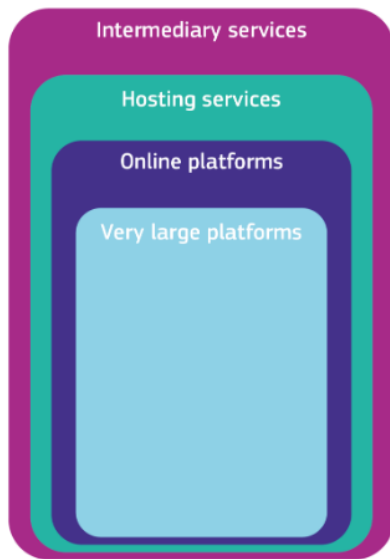 Intermediary services
Hosting services
Online platforms
Very large platforms